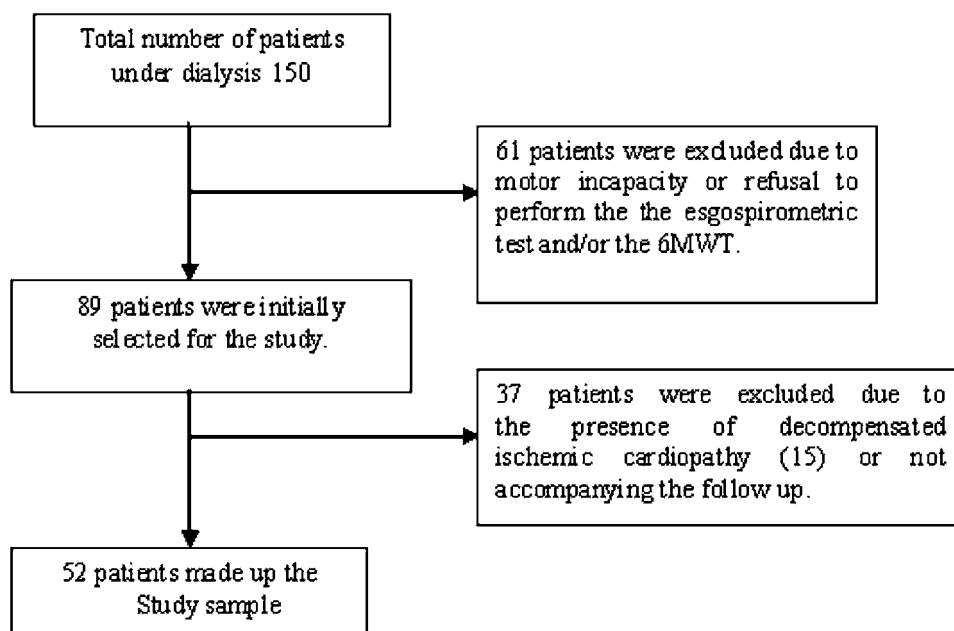 Total number of patients
under dialysis 150
61 patients were excluded due to
motor incapacity or refusal to
perform the the esgospirometric
test and/or the 6MWT.
89 patients were initially
selected for the study.
37 patients were excluded due to
the presence of decompensated
ischemic cardiopathy (15) or not
accompanying the follow up.
52 patients made up the
Study sample